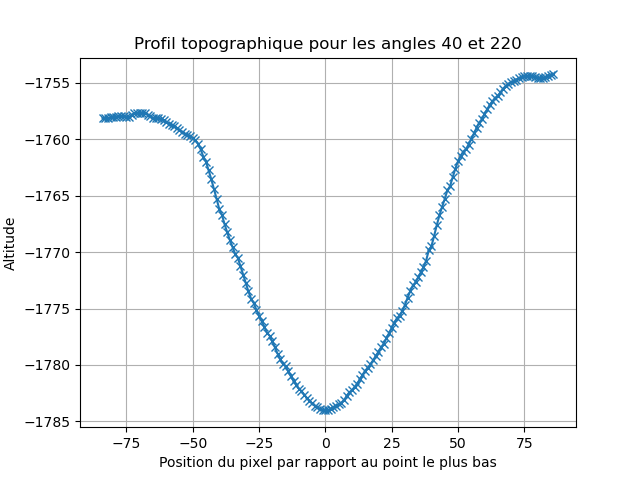 Profil topographique pour les angles 40 et 220
−1755
−1760
−1765
−1770
−1775
−1780
−1785
Altitude
−75 −50 −25 0 25 50 75
Position du pixel par rapport au point le plus bas